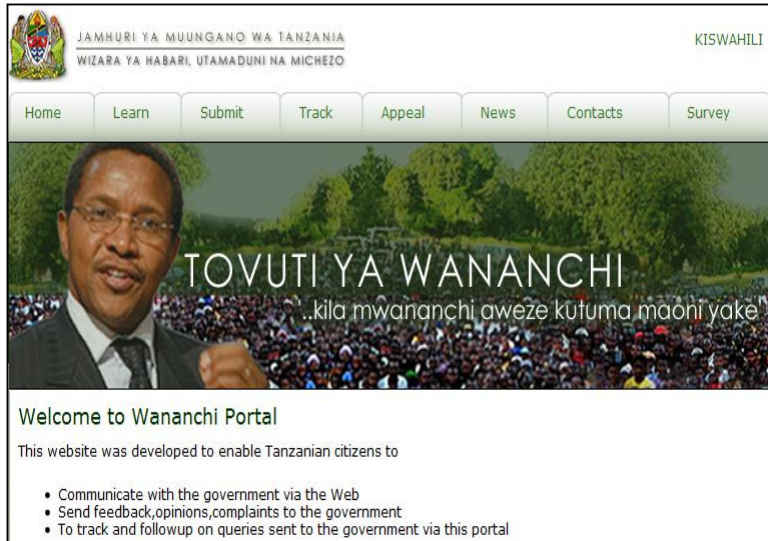 JAMHURI YA MUUNGANO WA TANZANIA
WIZARA YA HABARI, UTAMADUNI NA MICHEZO
KISWAHILI
Home Learn Submit Track Appeal News Contacts Survey
TOVUTI YA WANANCHI
'..kila mwananchi aweze kutuma maoni yake'
Welcome to Wananchi Portal
This website was developed to enable Tanzanian citizens to
• Communicate with the government via the Web
• Send feedback,opinions,complaints to the government
• To track and followup on queries sent to the government via this portal